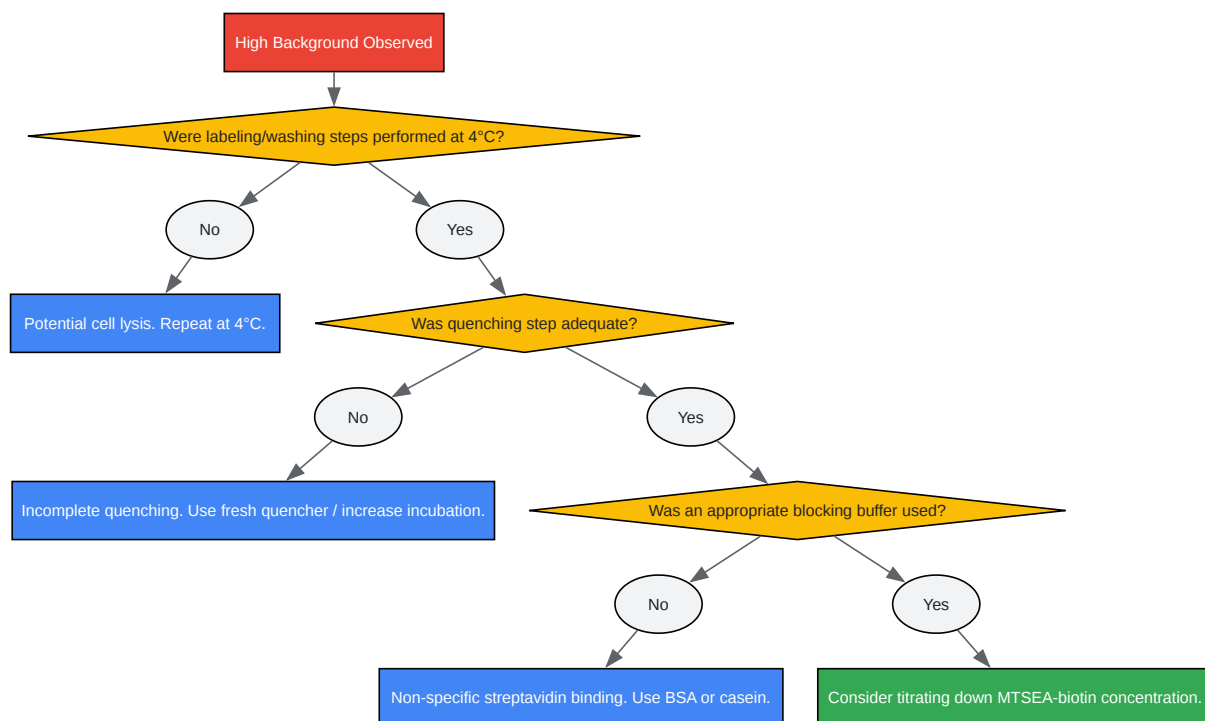 High Background Observed
Were labeling/washing steps performed at 4°C?
No
Yes
Potential cell lysis. Repeat at 4°C.
Was quenching step adequate?
No
Yes
Incomplete quenching. Use fresh quencher / increase incubation.
Was an appropriate blocking buffer used?
No
Yes
Non-specific streptavidin binding. Use BSA or casein.
Consider titrating down MTSEA-biotin concentration.